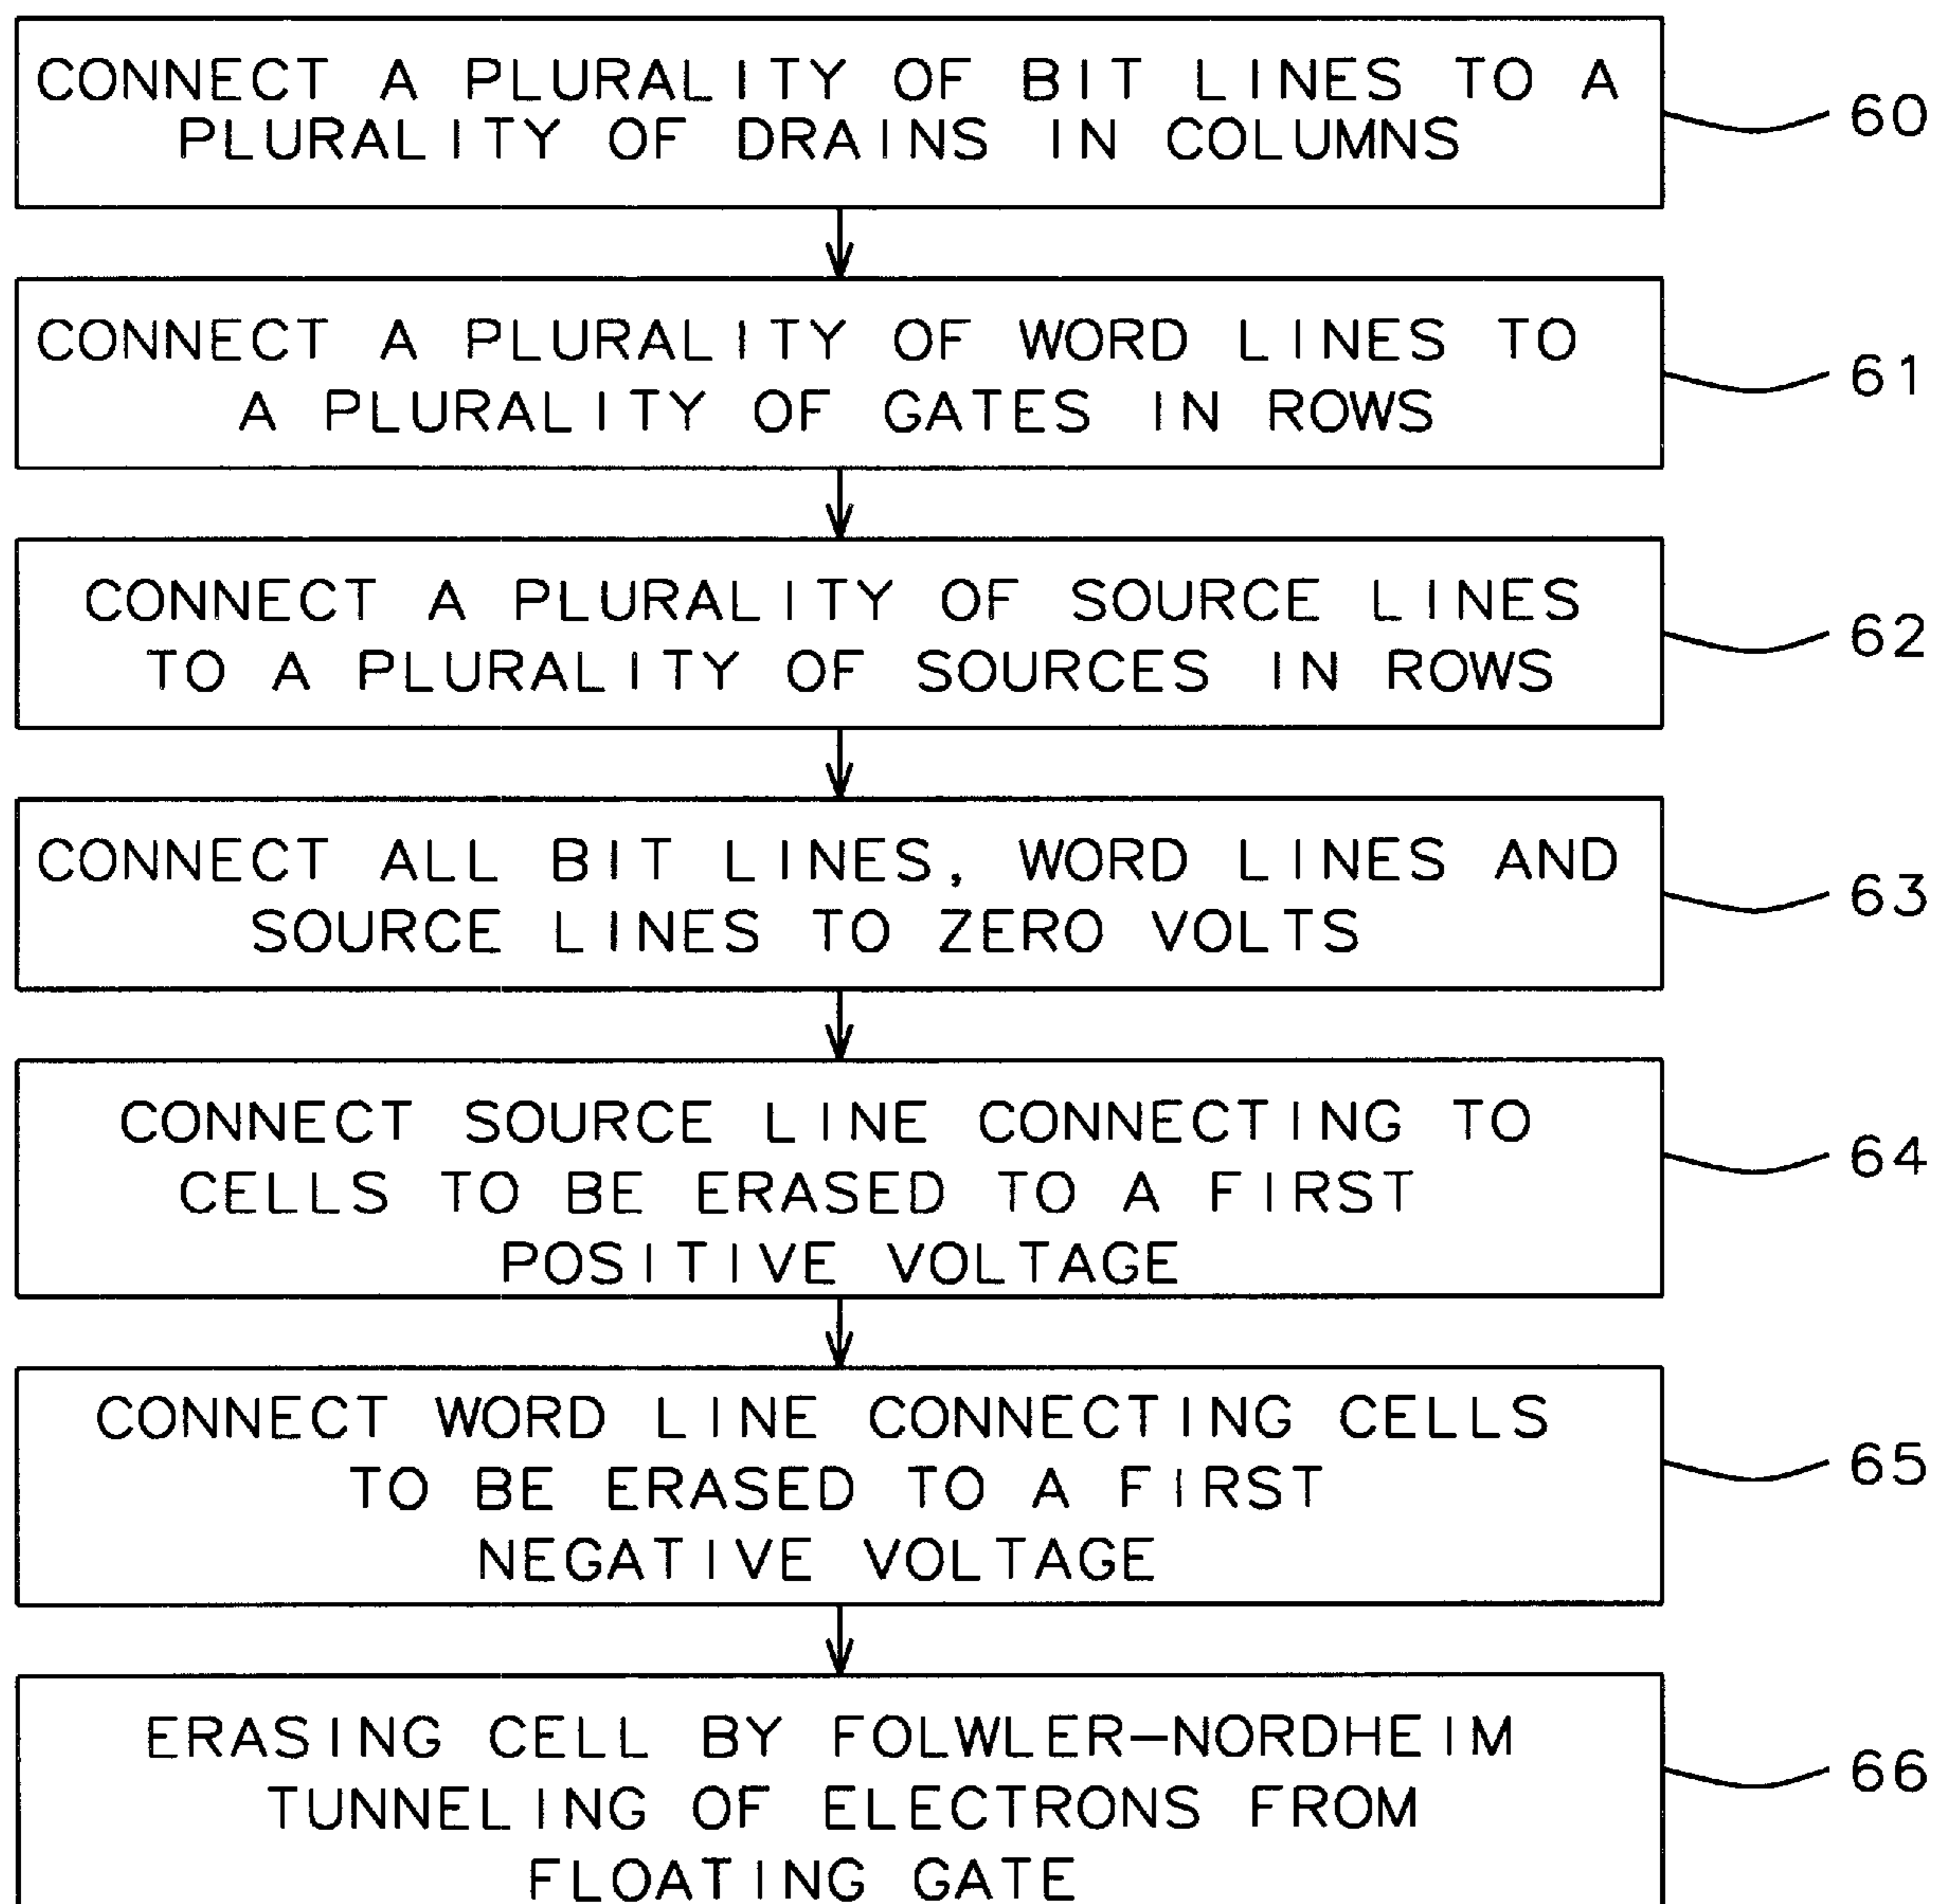 CONNECT A PLURALITY OF BIT LINES TO A
PLURALITY OF DRAINS IN COLUMNS
60
CONNECT A PLURALITY OF WORD LINES TO
A PLURALITY OF GATES IN ROWS
61
CONNECT A PLURALITY OF SOURCE LINES
TO A PLURALITY OF SOURCES IN ROWS
62
CONNECT ALL BIT LINES, WORD LINES AND
SOURCE LINES TO ZERO VOLTS
63
CONNECT SOURCE LINE CONNECTING TO
CELLS TO BE ERASED TO A FIRST
POSITIVE VOLTAGE
64
CONNECT WORD LINE CONNECTING CELLS
TO BE ERASED TO A FIRST
NEGATIVE VOLTAGE
65
ERASING CELL BY FOLWLER-NORDHEIM
TUNNELING OF ELECTRONS FROM
FLOATING GATE
66